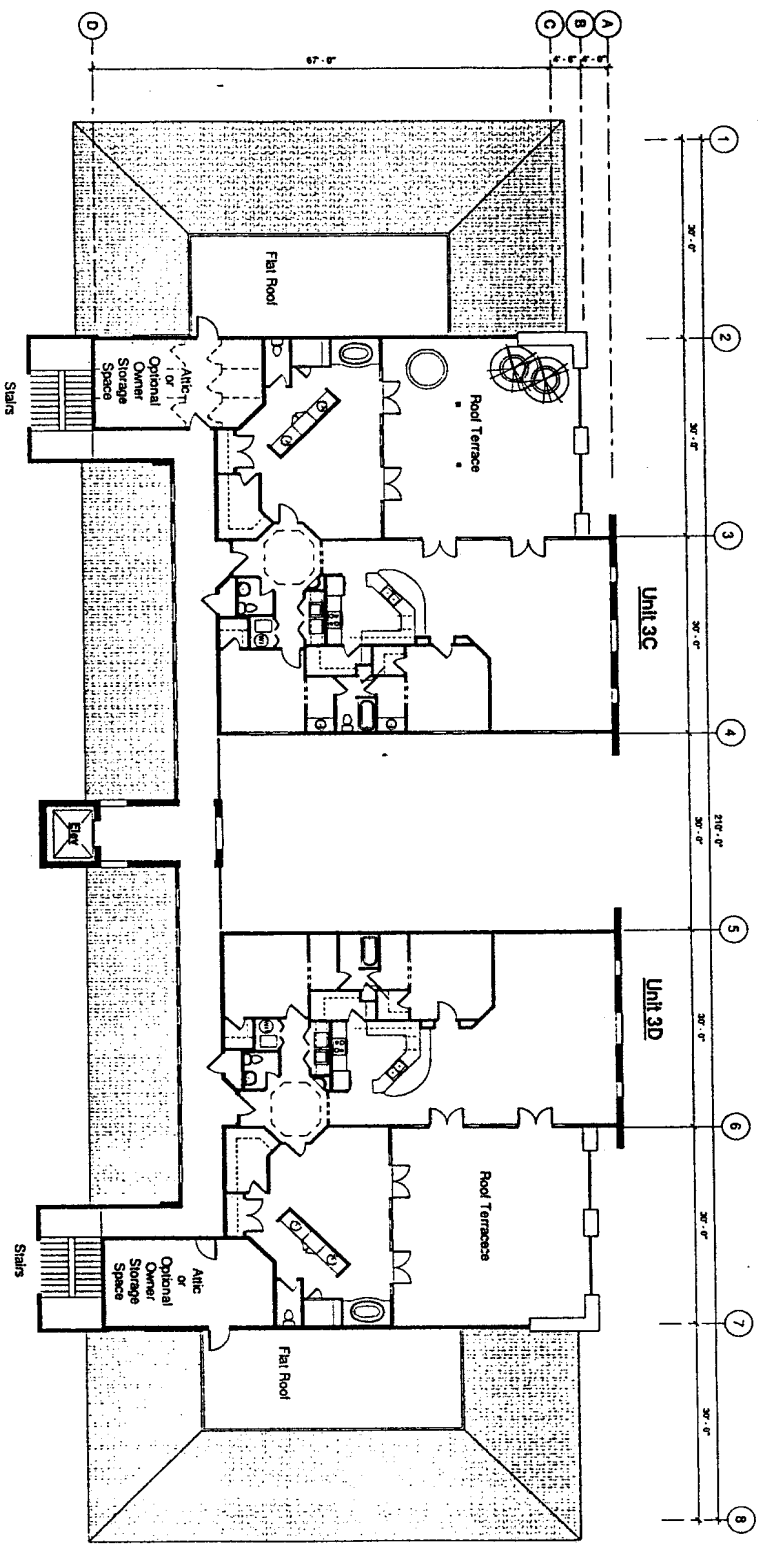 D
C
B
A
67'-6"
4'-6"
4'-6"
1
2
3
4
5
6
7
8
30'-0"
30'-0"
30'-0"
30'-0"
30'-0"
30'-0"
30'-0"
210'-0"
Flat Roof
Attic
or
Optional
Owner
Storage
Space
Stairs
Roof Terrace
Unit 3C
Elev
Unit 3D
Roof Terracece
Attic
or
Optional
Owner
Storage
Space
Stairs
Flat Roof